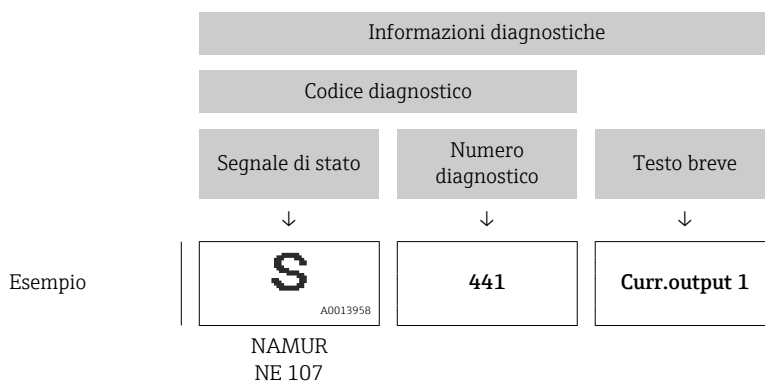 Informazioni diagnostiche
Codice diagnostico
Segnale di stato
Numero
diagnostico
Testo breve
↓ ↓ ↓
Esempio
S
A0013958
441
Curr.output 1
NAMUR
NE 107